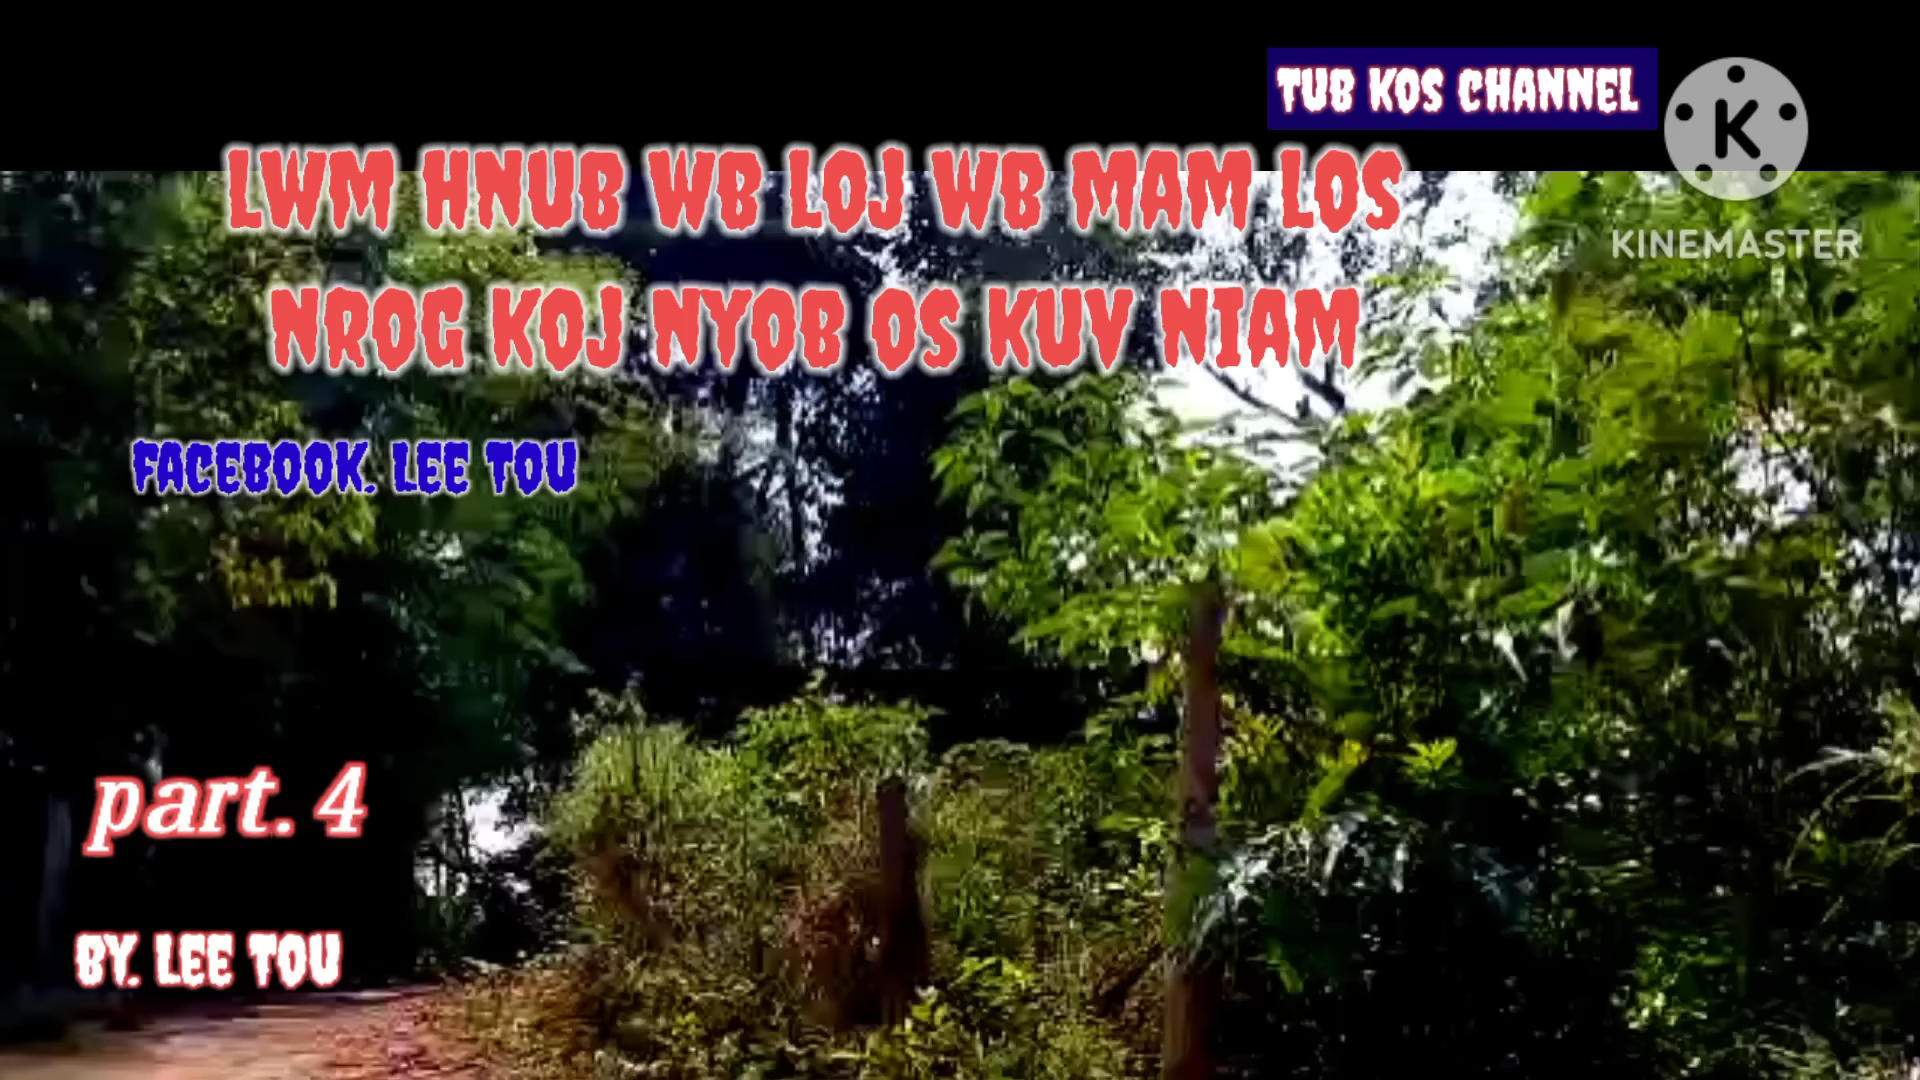 TUB KOS CHANNEL
K
KINEMASTER
LWM HNUB WB LOJ WB MAM LOS
NROG KOJ NYOB OS KUV NIAM
FACEBOOK. LEE TOU
part. 4
BY. LEE TOU